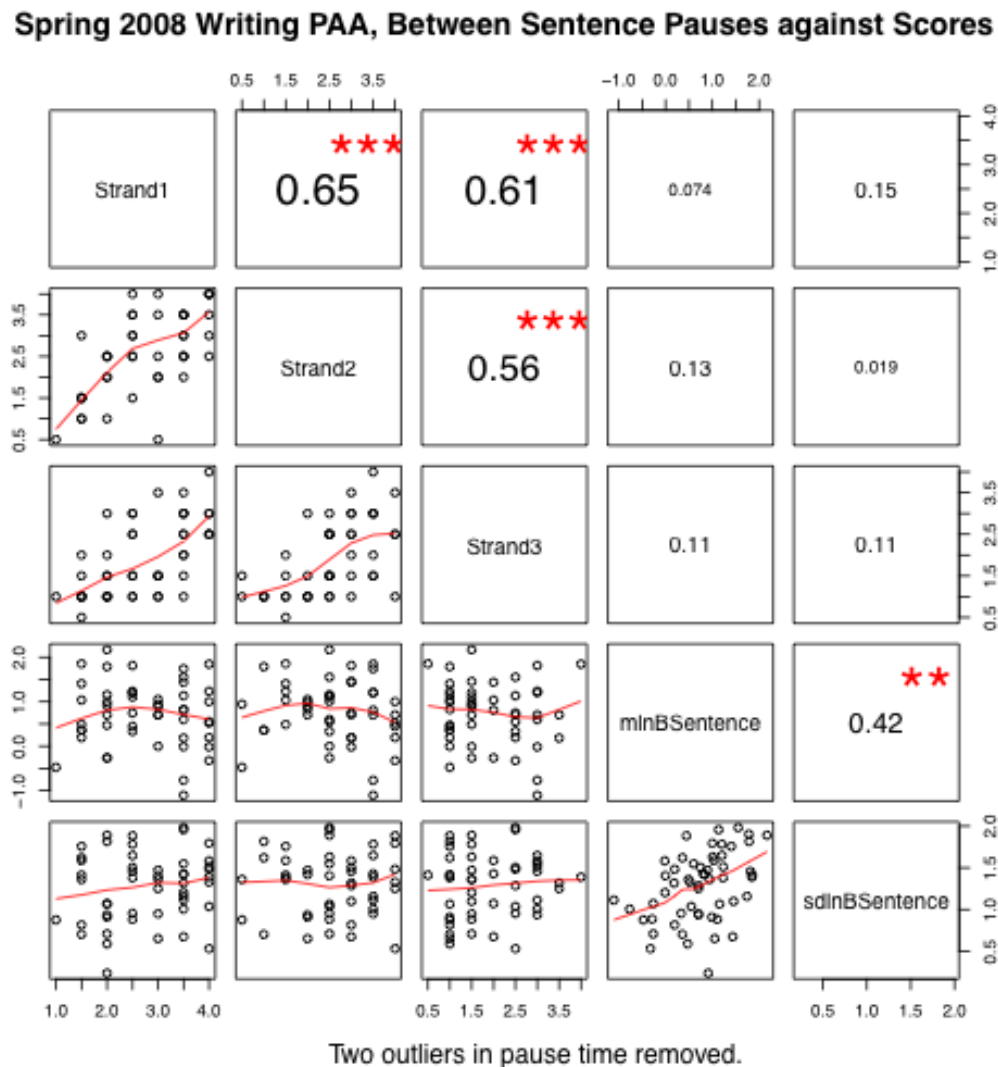 Spring 2008 Writing PAA, Between Sentence Pauses against Scores
0.5 1.5 2.5 3.5 −1.0 0.0 1.0 2.0
Strand1 *** 0.65 *** 0.61 0.074 0.15 1.0 2.0 3.0 4.0
0.5 1.5 2.5 3.5 Strand2 *** 0.56 0.13 0.019
Strand3 0.11 0.11 0.5 1.5 2.5 3.5
−1.0 0.0 1.0 2.0 mlnBSentence ** 0.42
sdlnBSentence 0.5 1.0 1.5 2.0
1.0 2.0 3.0 4.0 0.5 1.5 2.5 3.5 0.5 1.0 1.5 2.0
Two outliers in pause time removed.